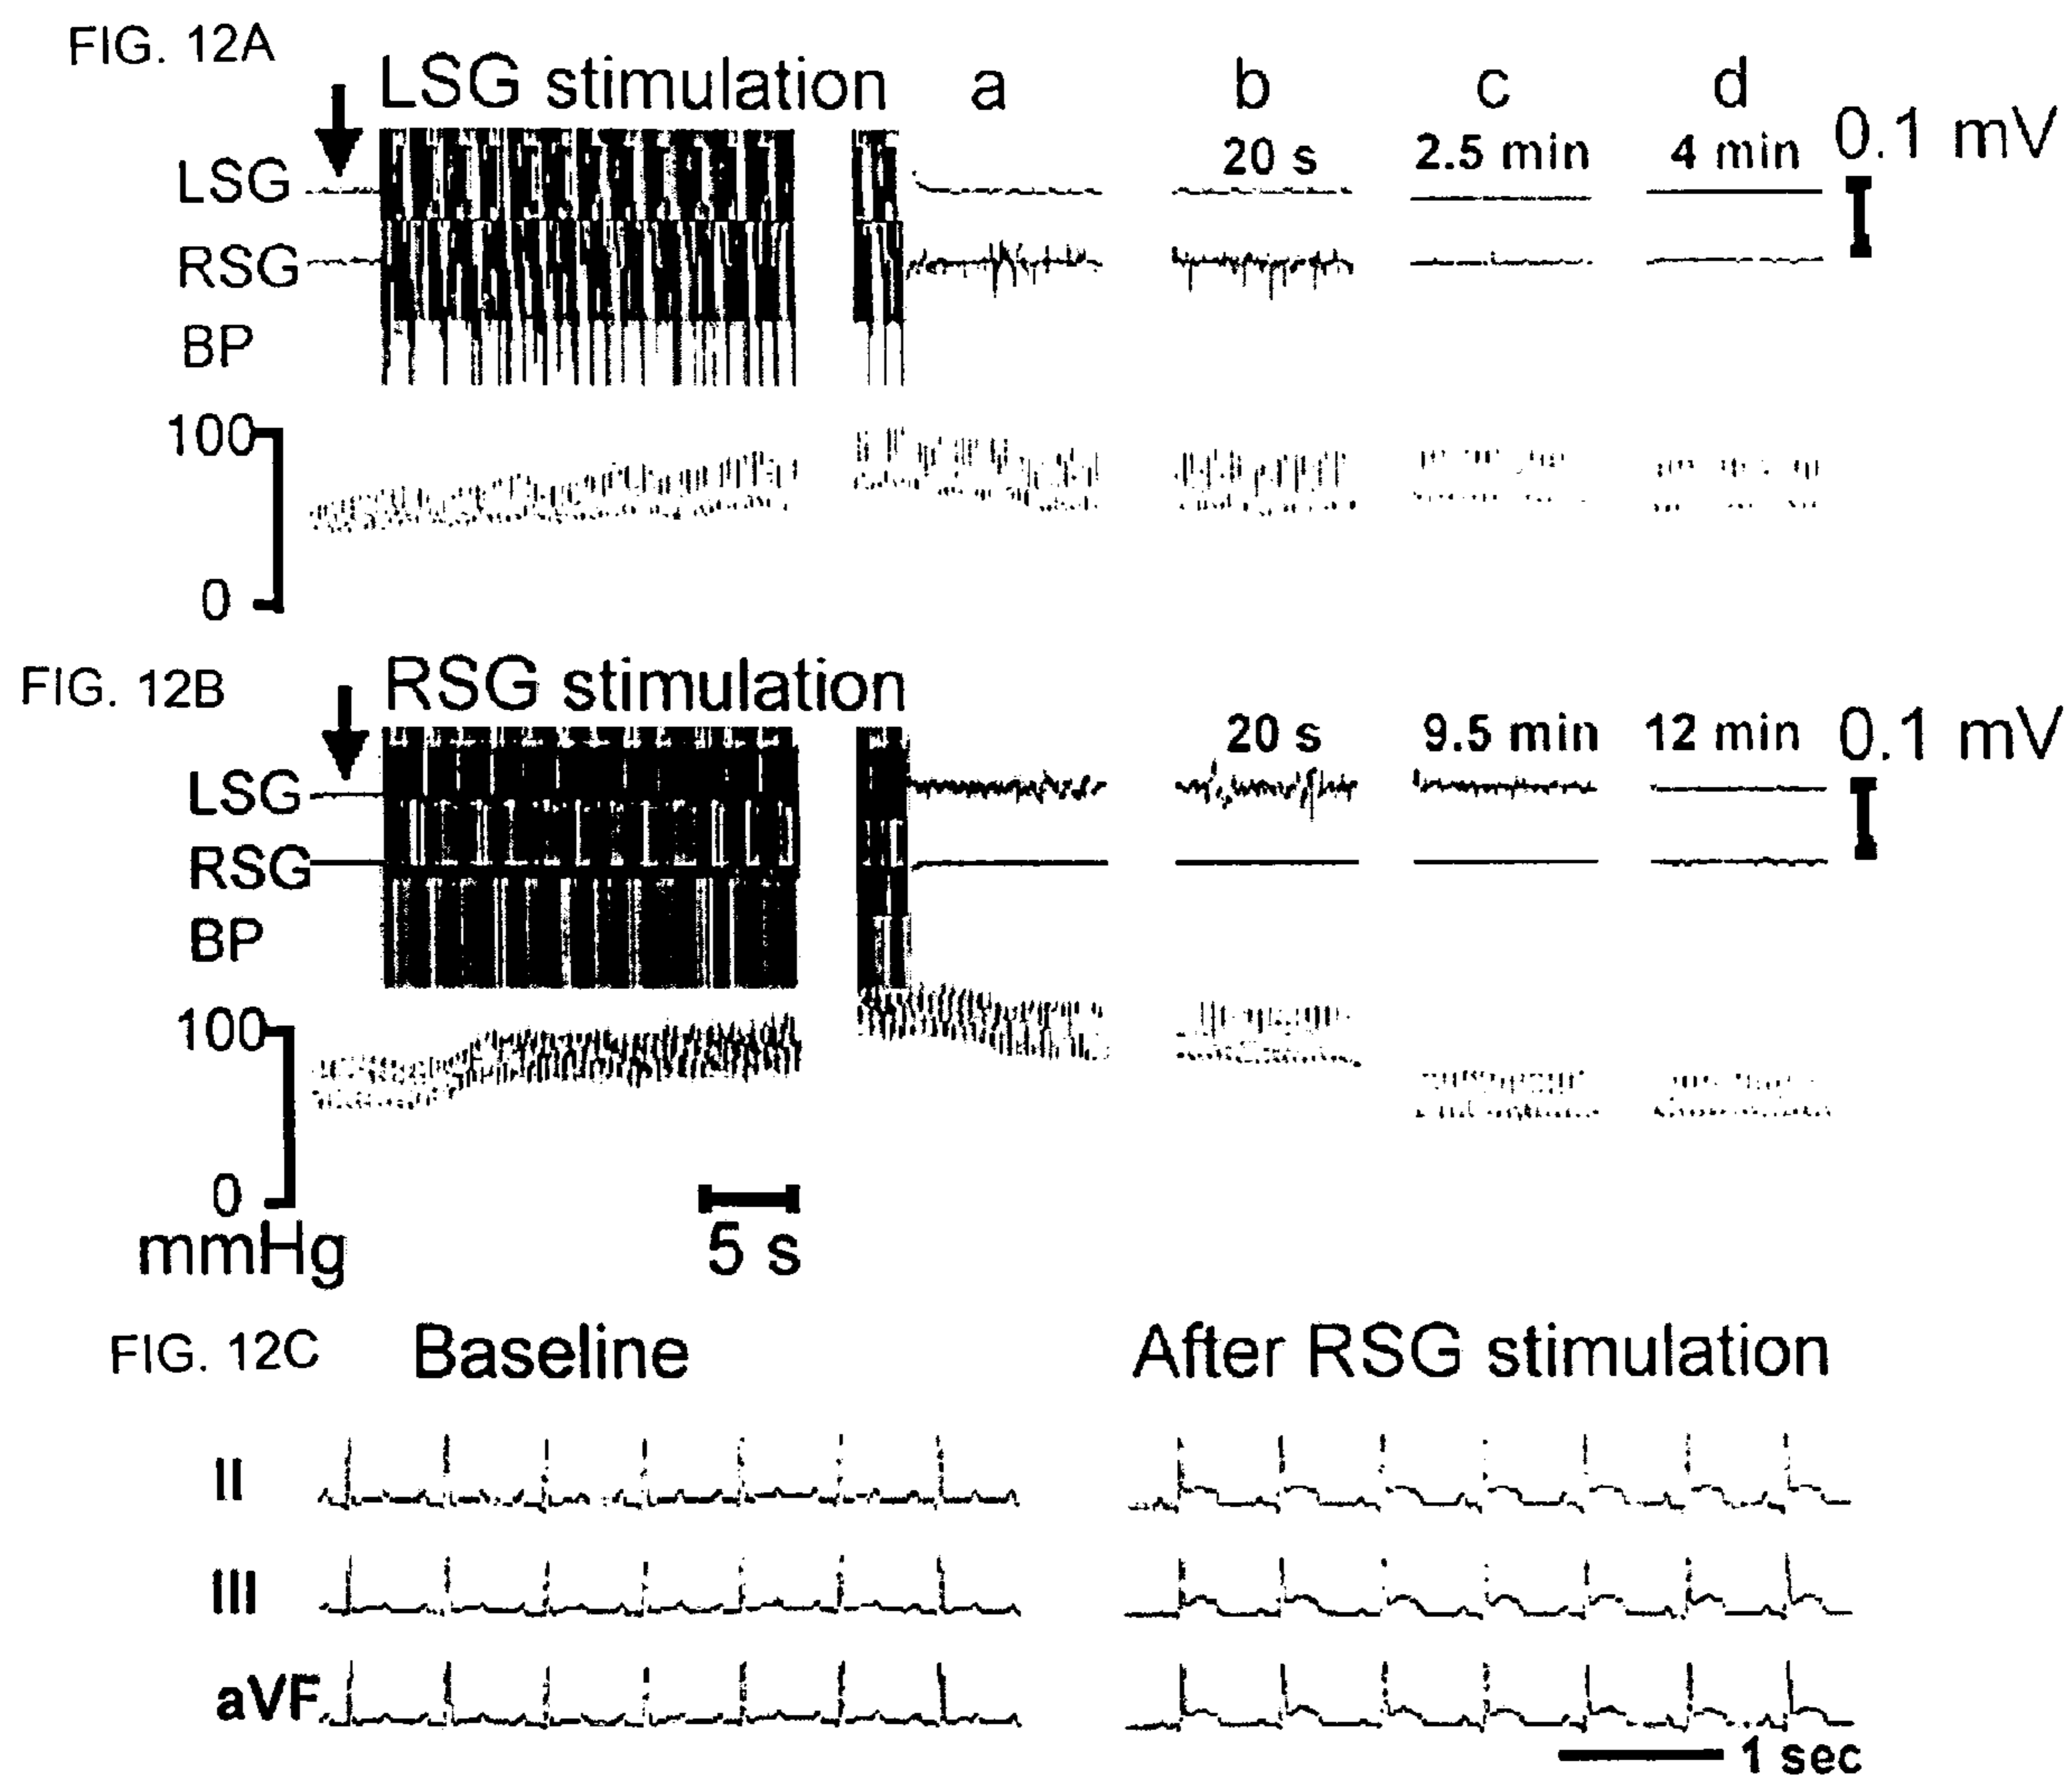 FIG. 12A
LSG stimulation a b c d
20 s 2.5 min 4 min 0.1 mV
LSG
RSG
BP
100
0
FIG. 12B RSG stimulation
20 s 9.5 min 12 min 0.1 mV
LSG
RSG
BP
100
0
mmHg 5 s
FIG. 12C Baseline After RSG stimulation
II
III
aVF
1 sec